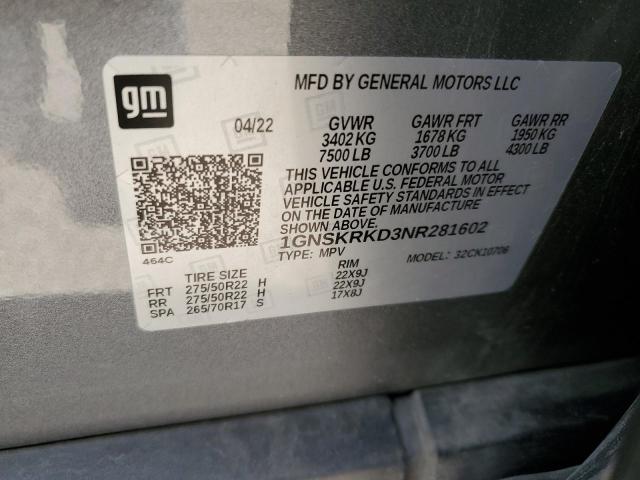 gm
MFD BY GENERAL MOTORS LLC
04/22 GVWR GAWR FRT GAWR RR
3402 KG 1678 KG 1950 KG
7500 LB 3700 LB 4300 LB
THIS VEHICLE CONFORMS TO ALL
APPLICABLE U.S. FEDERAL MOTOR
VEHICLE SAFETY STANDARDS IN EFFECT
ON THE DATE OF MANUFACTURE
1GNSKRKD3NR281602
464C TYPE: MPV MODEL: 32CK10706
TIRE SIZE RIM
FRT 275/50R22 H 22X9J
RR 275/50R22 H 22X9J
SPA 265/70R17 S 17X8J